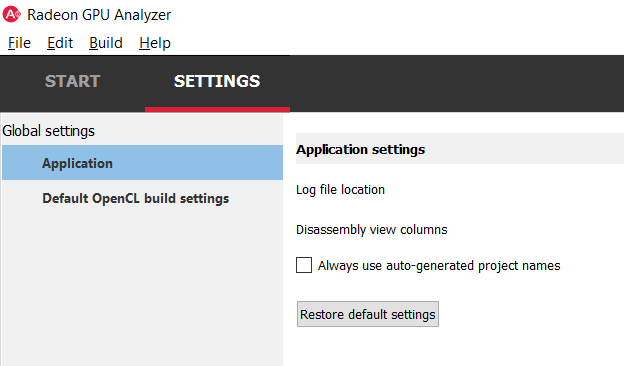 Radeon GPU Analyzer
File Edit Build Help
START SETTINGS
Global settings
Application
Default OpenCL build settings
Application settings
Log file location
Disassembly view columns
Always use auto-generated project names
Restore default settings